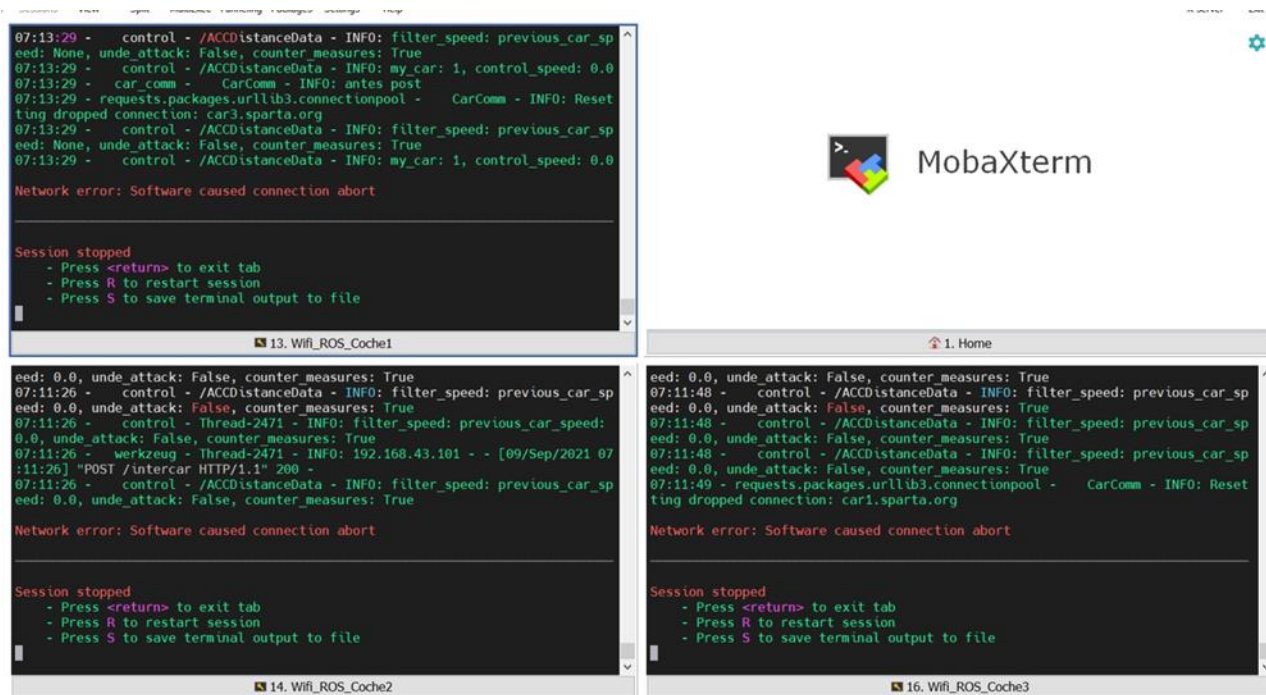 07:13:29 -    control - /ACCDistanceData - INFO: filter_speed: previous_car_sp
eed: None, unde_attack: False, counter_measures: True
07:13:29 -    control - /ACCDistanceData - INFO: my_car: 1, control_speed: 0.0
07:13:29 -   car_comm -    CarComm - INFO: antes post
07:13:29 - requests.packages.urllib3.connectionpool -    CarComm - INFO: Reset
ting dropped connection: car3.sparta.org
07:13:29 -    control - /ACCDistanceData - INFO: filter_speed: previous_car_sp
eed: None, unde_attack: False, counter_measures: True
07:13:29 -    control - /ACCDistanceData - INFO: my_car: 1, control_speed: 0.0
Network error: Software caused connection abort
Session stopped
- Press <return> to exit tab
- Press R to restart session
- Press S to save terminal output to file
13. Wifi_ROS_Coche1
MobaXterm
1. Home
eed: 0.0, unde_attack: False, counter_measures: True
07:11:26 -    control - /ACCDistanceData - INFO: filter_speed: previous_car_sp
eed: 0.0, unde_attack: False, counter_measures: True
07:11:26 -    control - Thread-2471 - INFO: filter_speed: previous_car_speed:
0.0, unde_attack: False, counter_measures: True
07:11:26 -   werkzeug - Thread-2471 - INFO: 192.168.43.101 - - [09/Sep/2021 07
:11:26] "POST /intercar HTTP/1.1" 200 -
07:11:26 -    control - /ACCDistanceData - INFO: filter_speed: previous_car_sp
eed: 0.0, unde_attack: False, counter_measures: True
Network error: Software caused connection abort
Session stopped
- Press <return> to exit tab
- Press R to restart session
- Press S to save terminal output to file
14. Wifi_ROS_Coche2
eed: 0.0, unde_attack: False, counter_measures: True
07:11:48 -    control - /ACCDistanceData - INFO: filter_speed: previous_car_sp
eed: 0.0, unde_attack: False, counter_measures: True
07:11:48 -    control - /ACCDistanceData - INFO: filter_speed: previous_car_sp
eed: 0.0, unde_attack: False, counter_measures: True
07:11:48 -    control - /ACCDistanceData - INFO: filter_speed: previous_car_sp
eed: 0.0, unde_attack: False, counter_measures: True
07:11:49 - requests.packages.urllib3.connectionpool -    CarComm - INFO: Reset
ting dropped connection: car1.sparta.org
Network error: Software caused connection abort
Session stopped
- Press <return> to exit tab
- Press R to restart session
- Press S to save terminal output to file
16. Wifi_ROS_Coche3